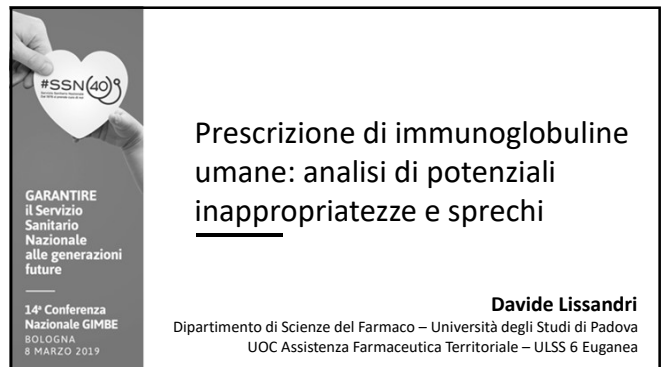 #SSN(40)
GARANTIRE
il Servizio
Sanitario
Nazionale
alle generazioni
future
14ª Conferenza
Nazionale GIMBE
BOLOGNA
8 MARZO 2019
Prescrizione di immunoglobuline
umane: analisi di potenziali
inappropriatezze e sprechi
Davide Lissandri
Dipartimento di Scienze del Farmaco – Università degli Studi di Padova
UOC Assistenza Farmaceutica Territoriale – ULSS 6 Euganea